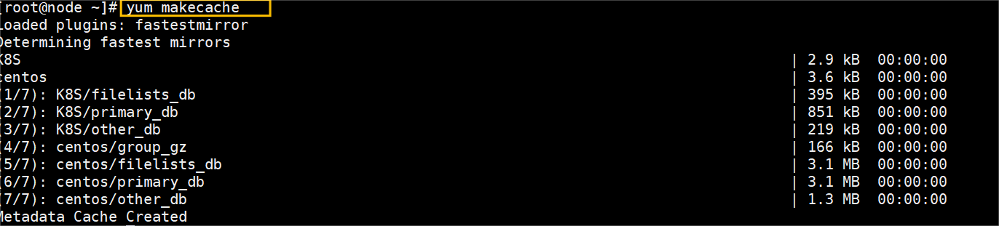 [root@node ~]# yum makecache
Loaded plugins: fastestmirror
Determining fastest mirrors
K8S | 2.9 kB 00:00:00
centos | 3.6 kB 00:00:00
(1/7): K8S/filelists_db | 395 kB 00:00:00
(2/7): K8S/primary_db | 851 kB 00:00:00
(3/7): K8S/other_db | 219 kB 00:00:00
(4/7): centos/group_gz | 166 kB 00:00:00
(5/7): centos/filelists_db | 3.1 MB 00:00:00
(6/7): centos/primary_db | 3.1 MB 00:00:00
(7/7): centos/other_db | 1.3 MB 00:00:00
Metadata Cache Created